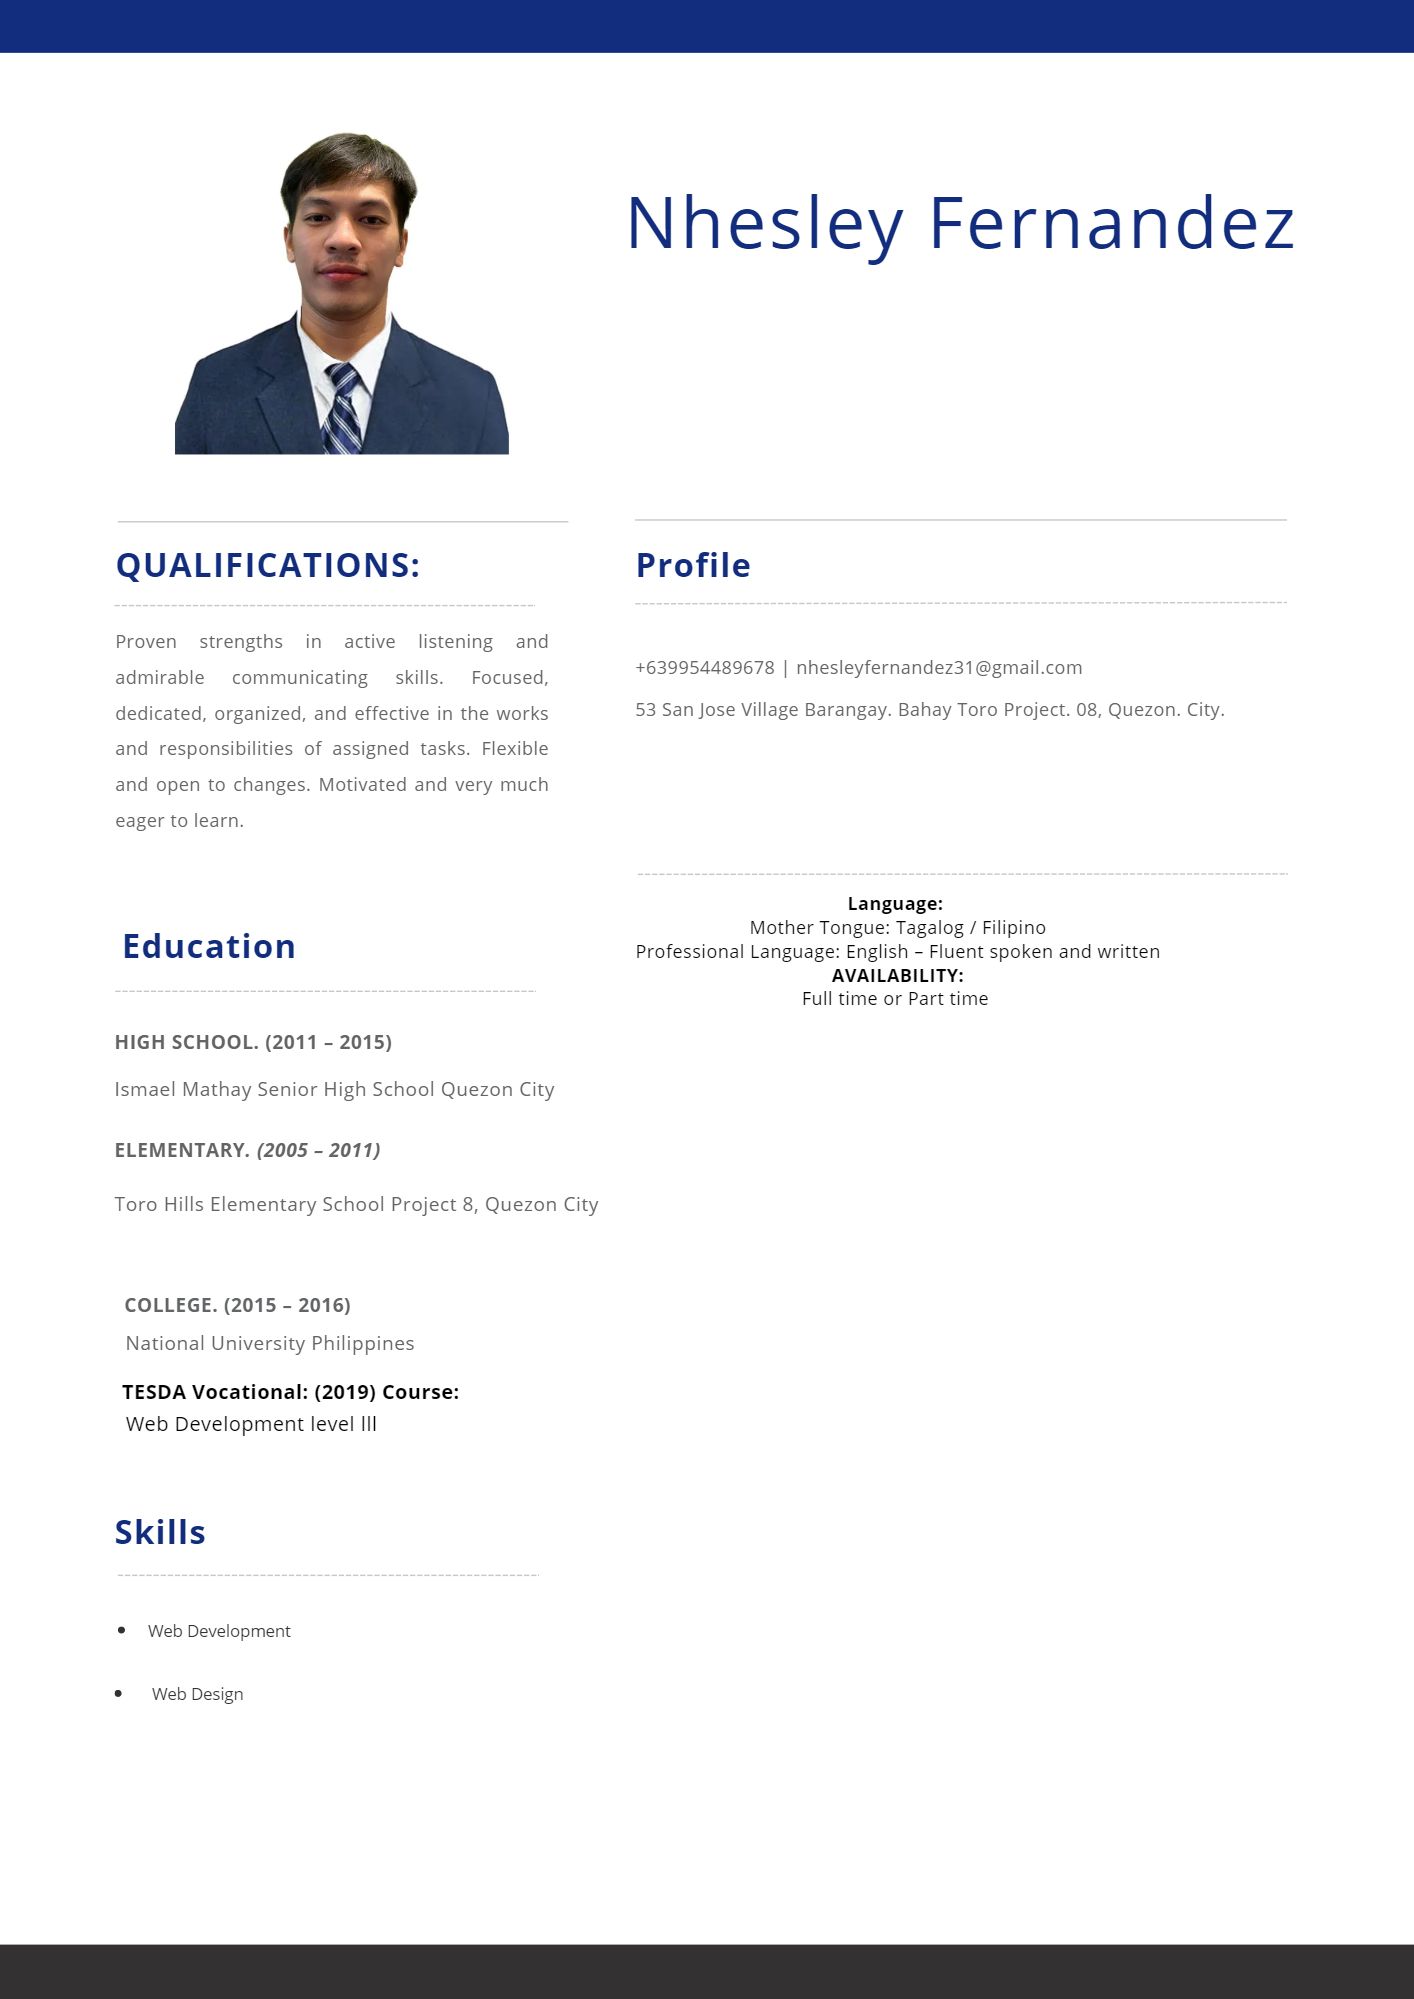 Nhesley Fernandez
QUALIFICATIONS:
Proven strengths in active listening and
admirable communicating skills. Focused,
dedicated, organized, and effective in the works
and responsibilities of assigned tasks. Flexible
and open to changes. Motivated and very much
eager to learn.
Education
HIGH SCHOOL. (2011 – 2015)
Ismael Mathay Senior High School Quezon City
ELEMENTARY. (2005 – 2011)
Toro Hills Elementary School Project 8, Quezon City
COLLEGE. (2015 – 2016)
National University Philippines
TESDA Vocational: (2019) Course:
Web Development level lll
Skills
• Web Development
• Web Design
Profile
+639954489678 | nhesleyfernandez31@gmail.com
53 San Jose Village Barangay. Bahay Toro Project. 08, Quezon. City.
Language:
Mother Tongue: Tagalog / Filipino
Professional Language: English – Fluent spoken and written
AVAILABILITY:
Full time or Part time